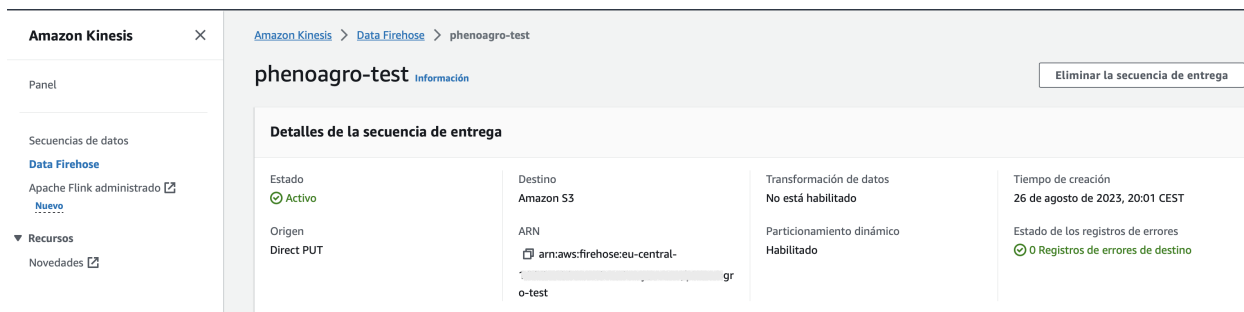 Amazon Kinesis
Panel
Secuencias de datos
Data Firehose
Apache Flink administrado
Nuevo
Recursos
Novedades
Amazon Kinesis > Data Firehose > phenoagro-test
phenoagro-test Información
Eliminar la secuencia de entrega
Detalles de la secuencia de entrega
Estado
Activo
Destino
Amazon S3
Transformación de datos
No está habilitado
Tiempo de creación
26 de agosto de 2023, 20:01 CEST
Origen
Direct PUT
ARN
arn:aws:firehose:eu-central-
gr
o-test
Particionamiento dinámico
Habilitado
Estado de los registros de errores
0 Registros de errores de destino